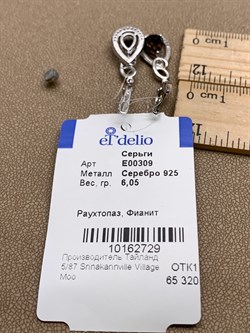 el'delio
Серьги
Арт E00309
Металл Серебро 925
Вес. гр. 6,05
Раухтопаз, Фианит
10162729
Производитель Тайланд
5/87 Srinakarinville Village
Moo
ОТК1
65 320
0 cm 1
12